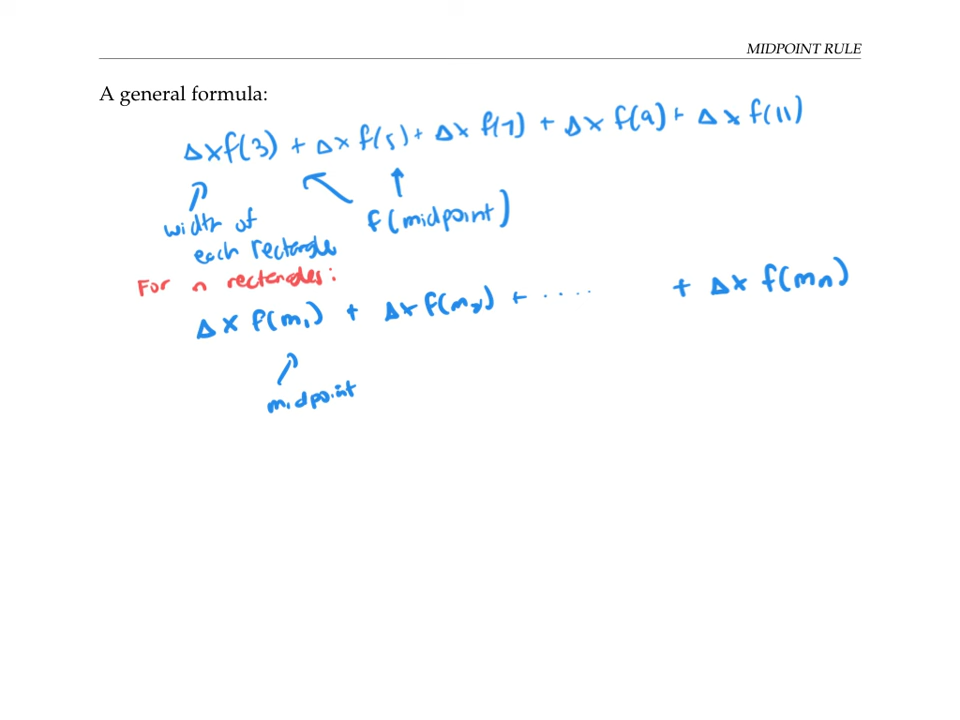 MIDPOINT RULE
A general formula:
Δx f(3) + Δx f(5) + Δx f(7) + Δx f(9) + Δx f(11)
width of each rectangle
f(midpoint)
For n rectangles:
Δx f(m₁) + Δx f(m₂) + ····  + Δx f(mₙ)
midpoint